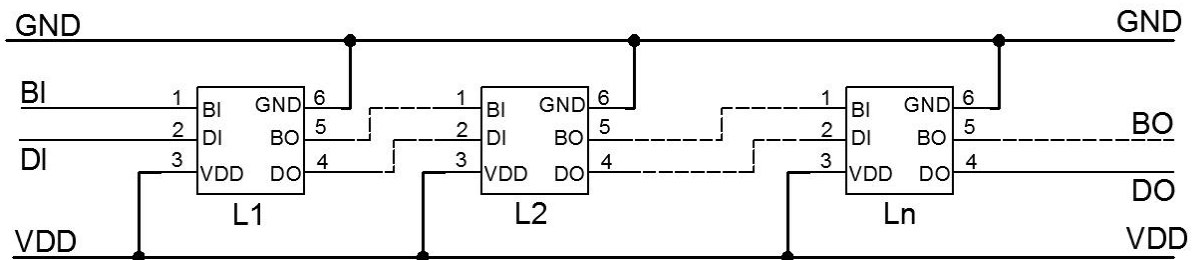 GND GND
BI
DI
1 BI GND 6
2 DI BO 5
3 VDD DO 4
L1
1 BI GND 6
2 DI BO 5
3 VDD DO 4
L2
1 BI GND 6
2 DI BO 5
3 VDD DO 4
Ln
BO
DO
VDD VDD